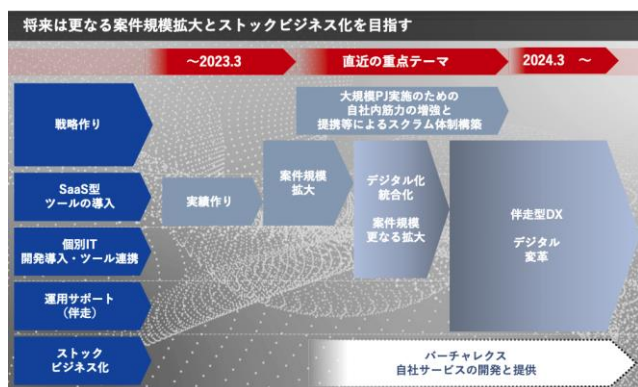 将来は更なる案件規模拡大とストックビジネス化を目指す
～2023.3
直近の重点テーマ
2024.3 ～
戦略作り
大規模PJ実施のための
自社内筋力の増強と
提携等によるスクラム体制構築
SaaS型
ツールの導入
実績作り
案件規模
拡大
デジタル化
統合化
案件規模
更なる拡大
伴走型DX
デジタル
変革
個別IT
開発導入・ツール連携
運用サポート
（伴走）
ストック
ビジネス化
バーチャレクス
自社サービスの開発と提供